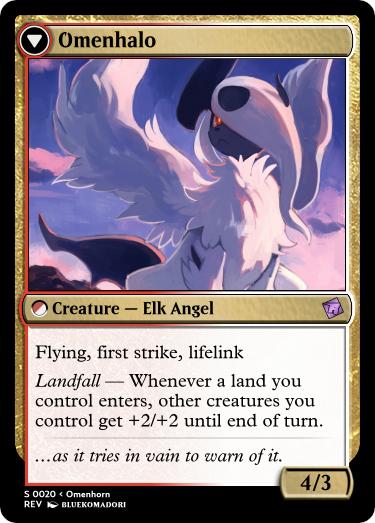 Omenhalo
Creature — Elk Angel
Flying, first strike, lifelink
Landfall — Whenever a land you
control enters, other creatures you
control get +2/+2 until end of turn.
…as it tries in vain to warn of it.
4/3
S 0020 < Omenhorn
REV BLUEKOMADORI